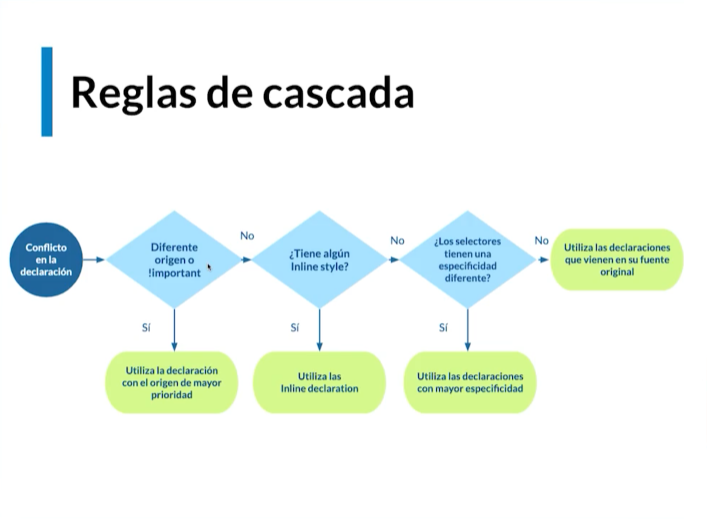 Reglas de cascada
Conflicto
en la
declaración
Diferente
origen o
!important
No
¿Tiene algún
Inline style?
No
¿Los selectores
tienen una
especificidad
diferente?
No
Utiliza las declaraciones
que vienen en su fuente
original
Sí
Sí
Sí
Utiliza la declaración
con el origen de mayor
prioridad
Utiliza las
Inline declaration
Utiliza las declaraciones
con mayor especificidad